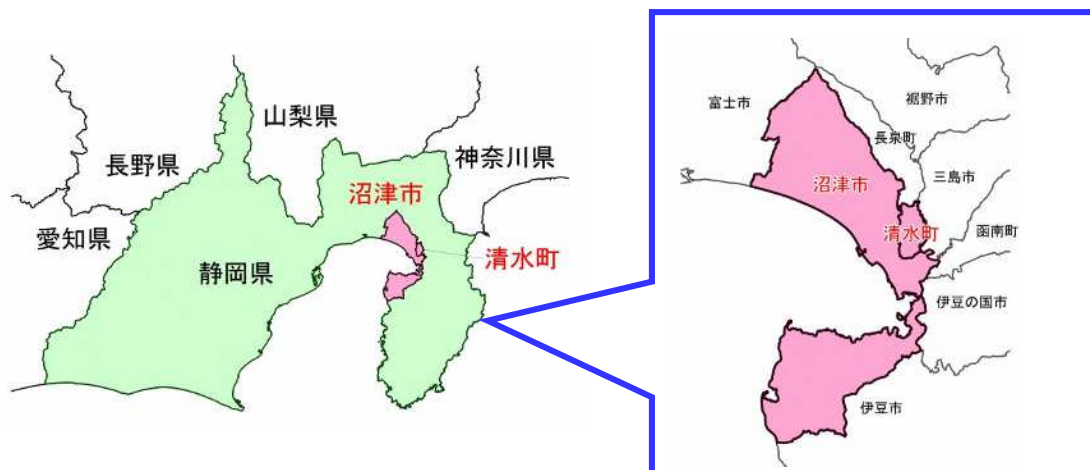 山梨県
長野県
神奈川県
沼津市
愛知県
清水町
静岡県
富士市
裾野市
長泉町
沼津市
三島市
清水町
函南町
伊豆の国市
伊豆市